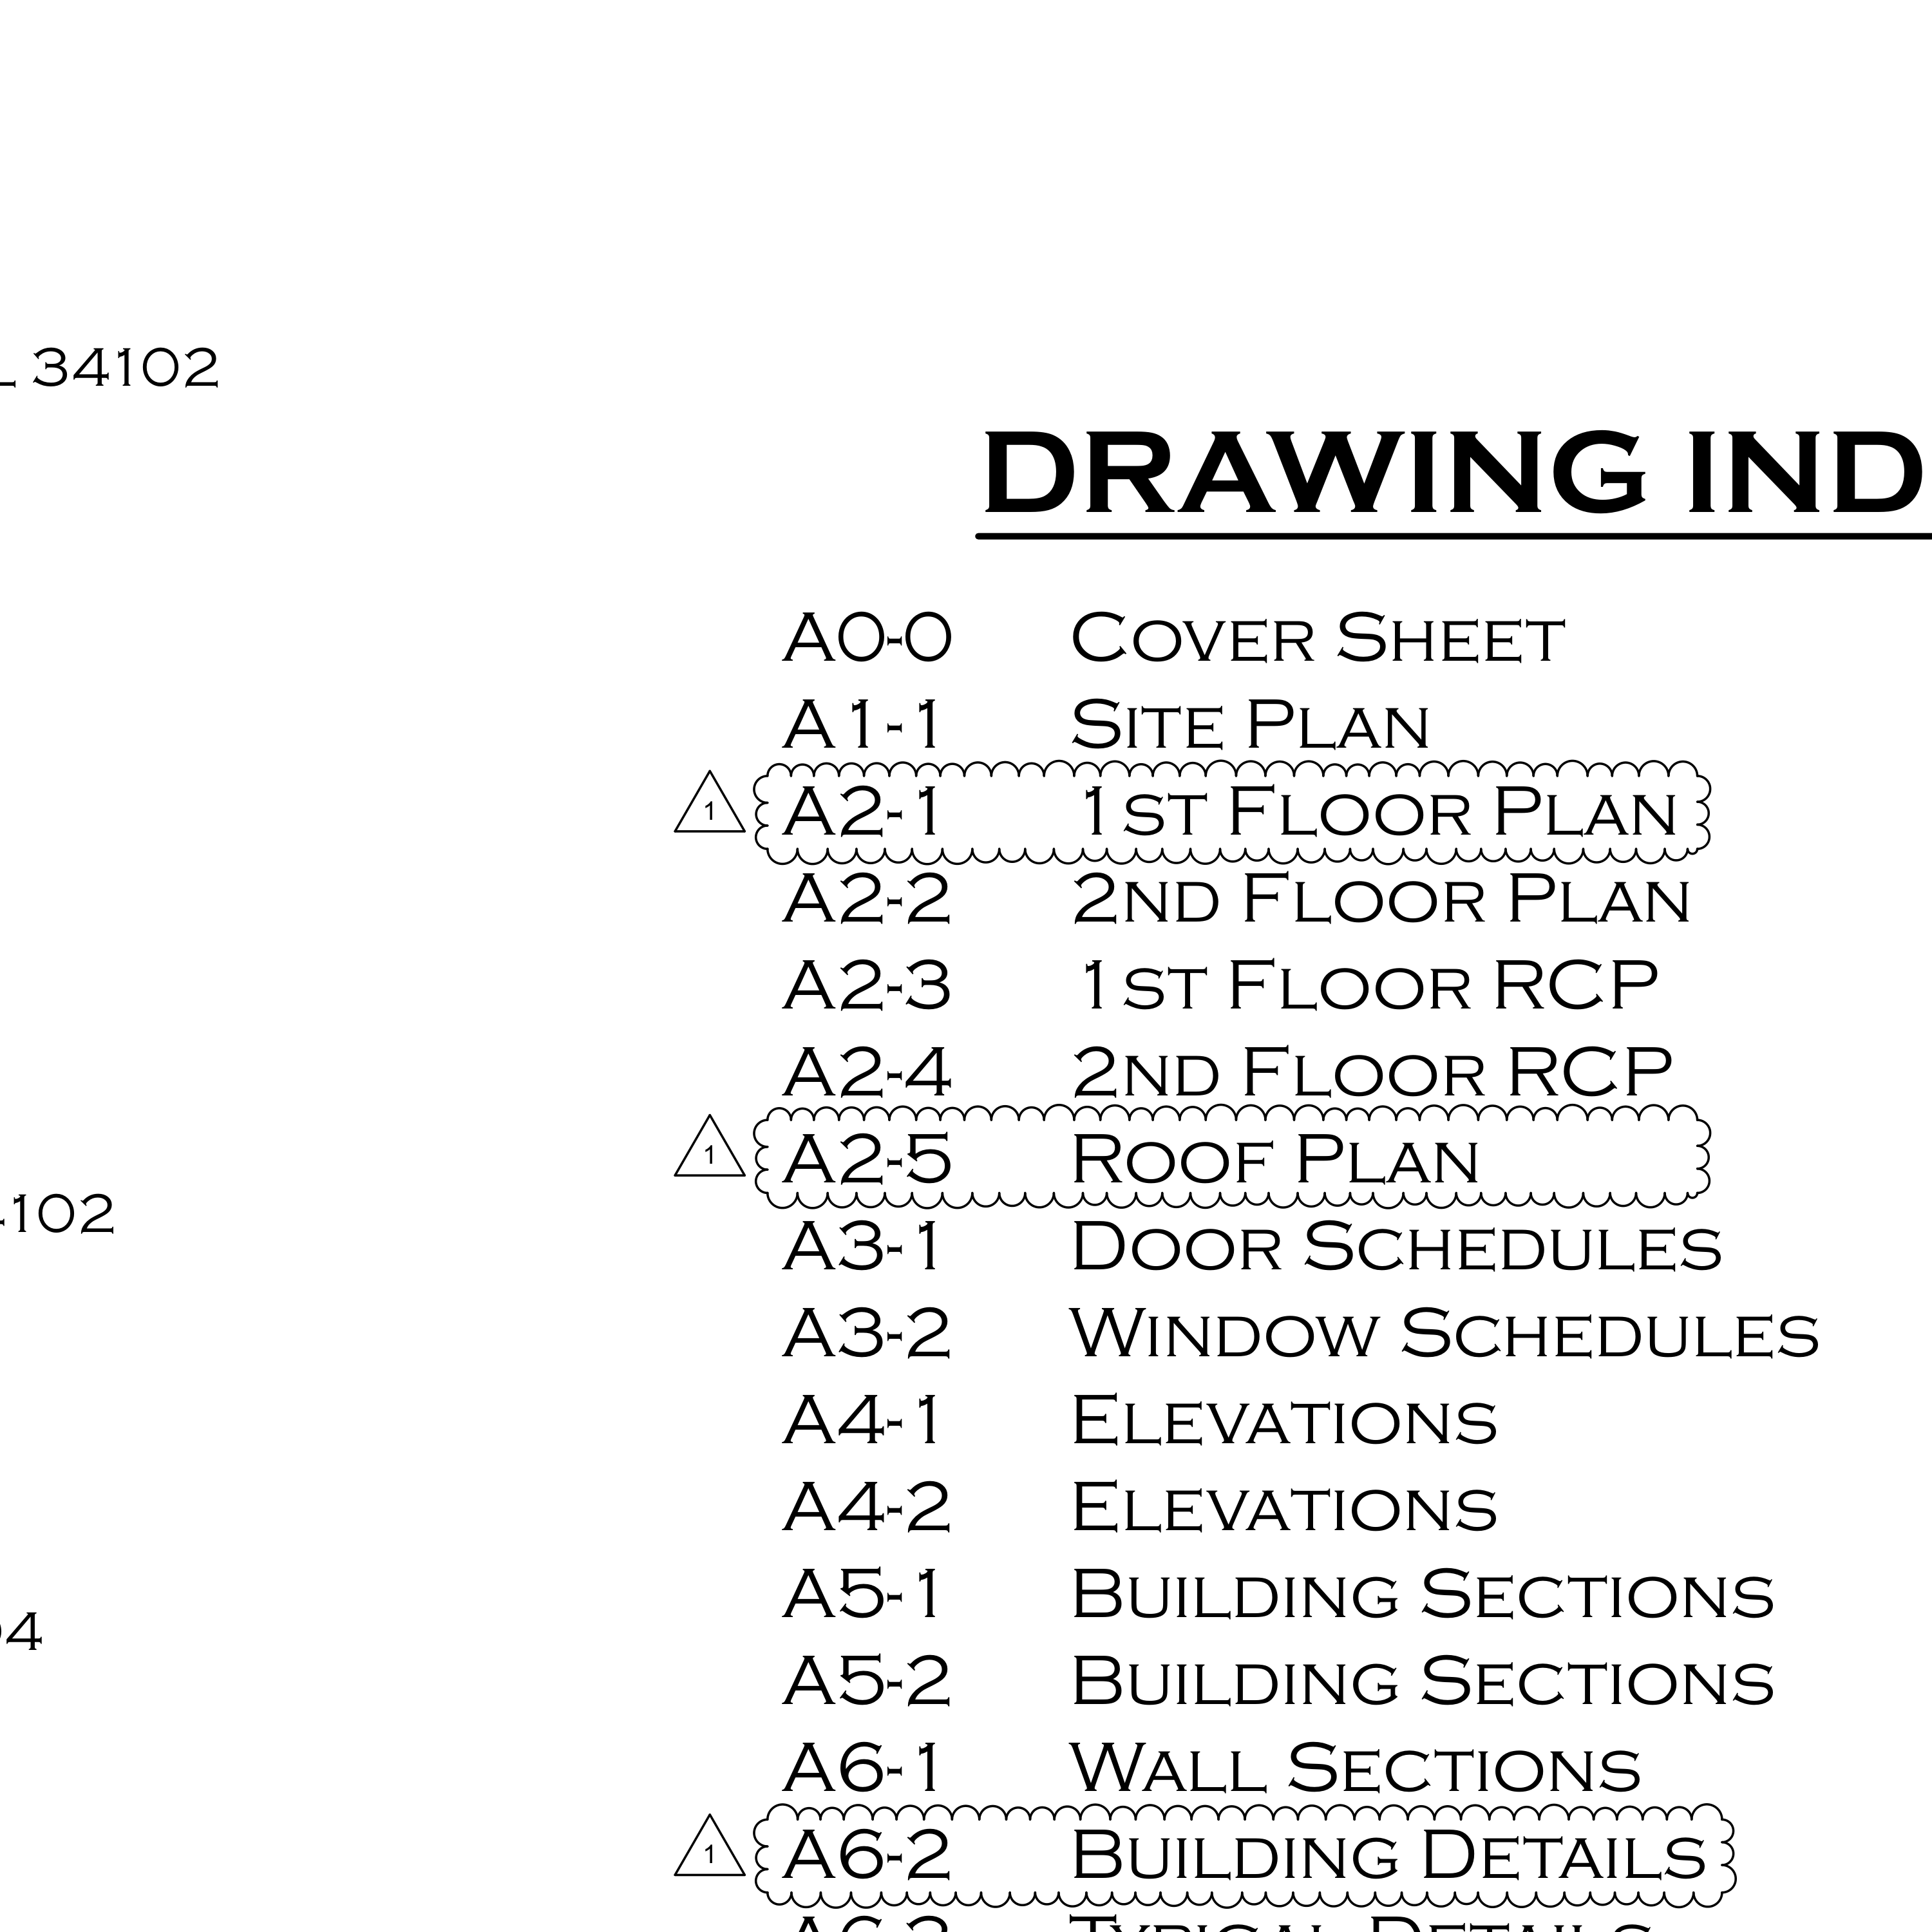 34102
DRAWING IND
A0-0 COVER SHEET
A1-1 SITE PLAN
1 A2-1 1ST FLOOR PLAN
A2-2 2ND FLOOR PLAN
A2-3 1ST FLOOR RCP
A2-4 2ND FLOOR RCP
1 A2-5 ROOF PLAN
102
A3-1 DOOR SCHEDULES
A3-2 WINDOW SCHEDULES
A4-1 ELEVATIONS
A4-2 ELEVATIONS
A5-1 BUILDING SECTIONS
4
A5-2 BUILDING SECTIONS
A6-1 WALL SECTIONS
1 A6-2 BUILDING DETAILS
TYPICAL DETAILS